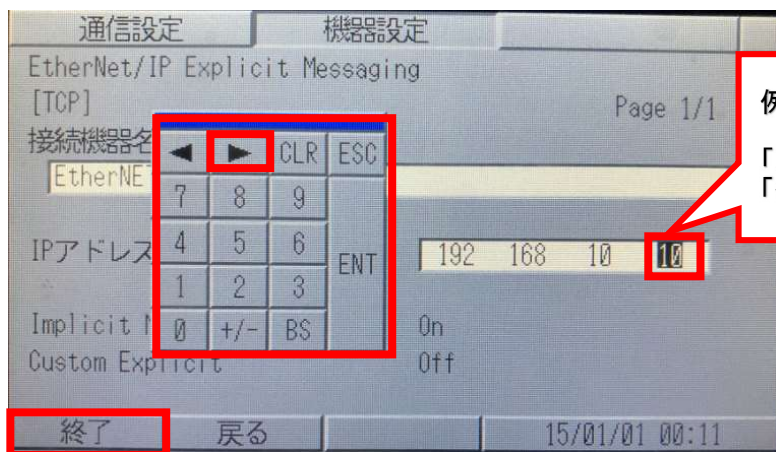 通信設定 機器設定
EtherNet/IP Explicit Messaging
[TCP]
Page 1/1
接続機器名
EtherNE
◀ ▶ CLR ESC
7 8 9
4 5 6 ENT
1 2 3
0 +/- BS
IPアドレス
192 168 10 10
Implicit
On
Custom Explicit
Off
終了 戻る 15/01/01 00:11